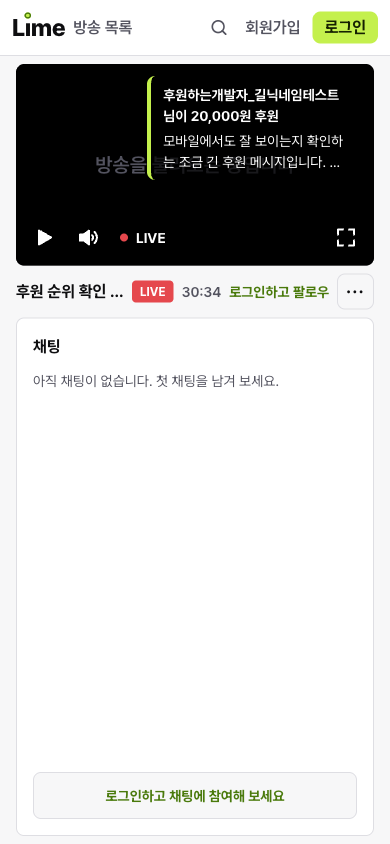 Lime 방송 목록 회원가입 로그인
후원하는개발자_길닉네임테스트
님이 20,000원 후원
모바일에서도 잘 보이는지 확인하
는 조금 긴 후원 메시지입니다. ...
방송을
LIVE
후원 순위 확인 ... LIVE 30:34 로그인하고 팔로우
채팅
아직 채팅이 없습니다. 첫 채팅을 남겨 보세요.
로그인하고 채팅에 참여해 보세요